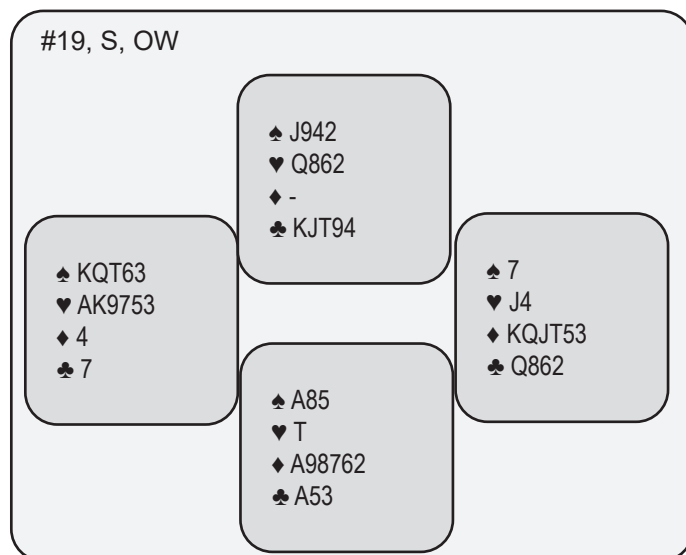 #19, S, OW
♠ J942
♥ Q862
♦ -
♣ KJT94
♠ KQT63
♥ AK9753
♦ 4
♣ 7
♠ 7
♥ J4
♦ KQJT53
♣ Q862
♠ A85
♥ T
♦ A98762
♣ A53